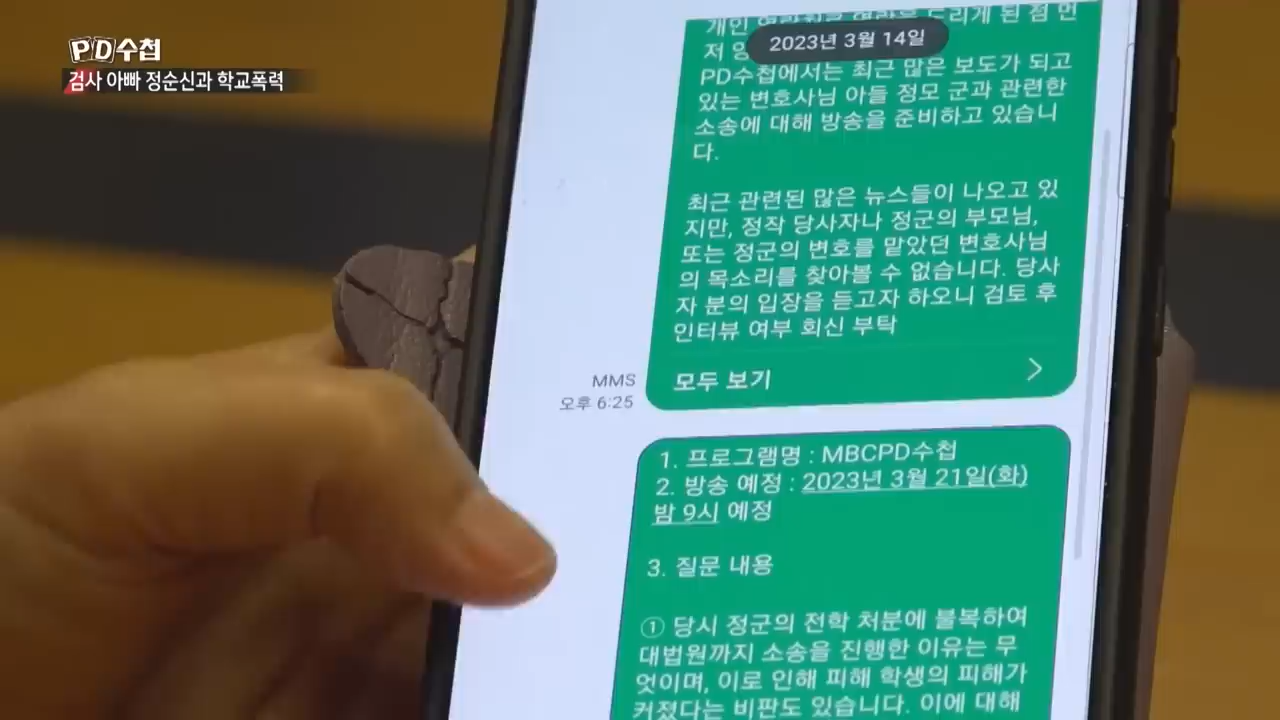 PD수첩
검사 아빠 정순신과 학교폭력
개인
2023년 3월 14일
저
PD수첩에서는 최근 많은 보도가 되고
있는 변호사님 아들 정모 군과 관련한
소송에 대해 방송을 준비하고 있습니
다.
최근 관련된 많은 뉴스들이 나오고 있
지만, 정작 당사자나 정군의 부모님,
또는 정군의 변호를 맡았던 변호사님
의 목소리를 찾아볼 수 없습니다. 당사
자 분의 입장을 듣고자 하오니 검토 후
인터뷰 여부 회신 부탁
모두 보기
MMS
오후 6:25
1. 프로그램명 : MBCPD수첩
2. 방송 예정 : 2023년 3월 21일(화)
밤 9시 예정
3. 질문 내용
① 당시 정군의 전학 처분에 불복하여
대법원까지 소송을 진행한 이유는 무
엇이며, 이로 인해 피해 학생의 피해가
커졌다는 비판도 있습니다. 이에 대해